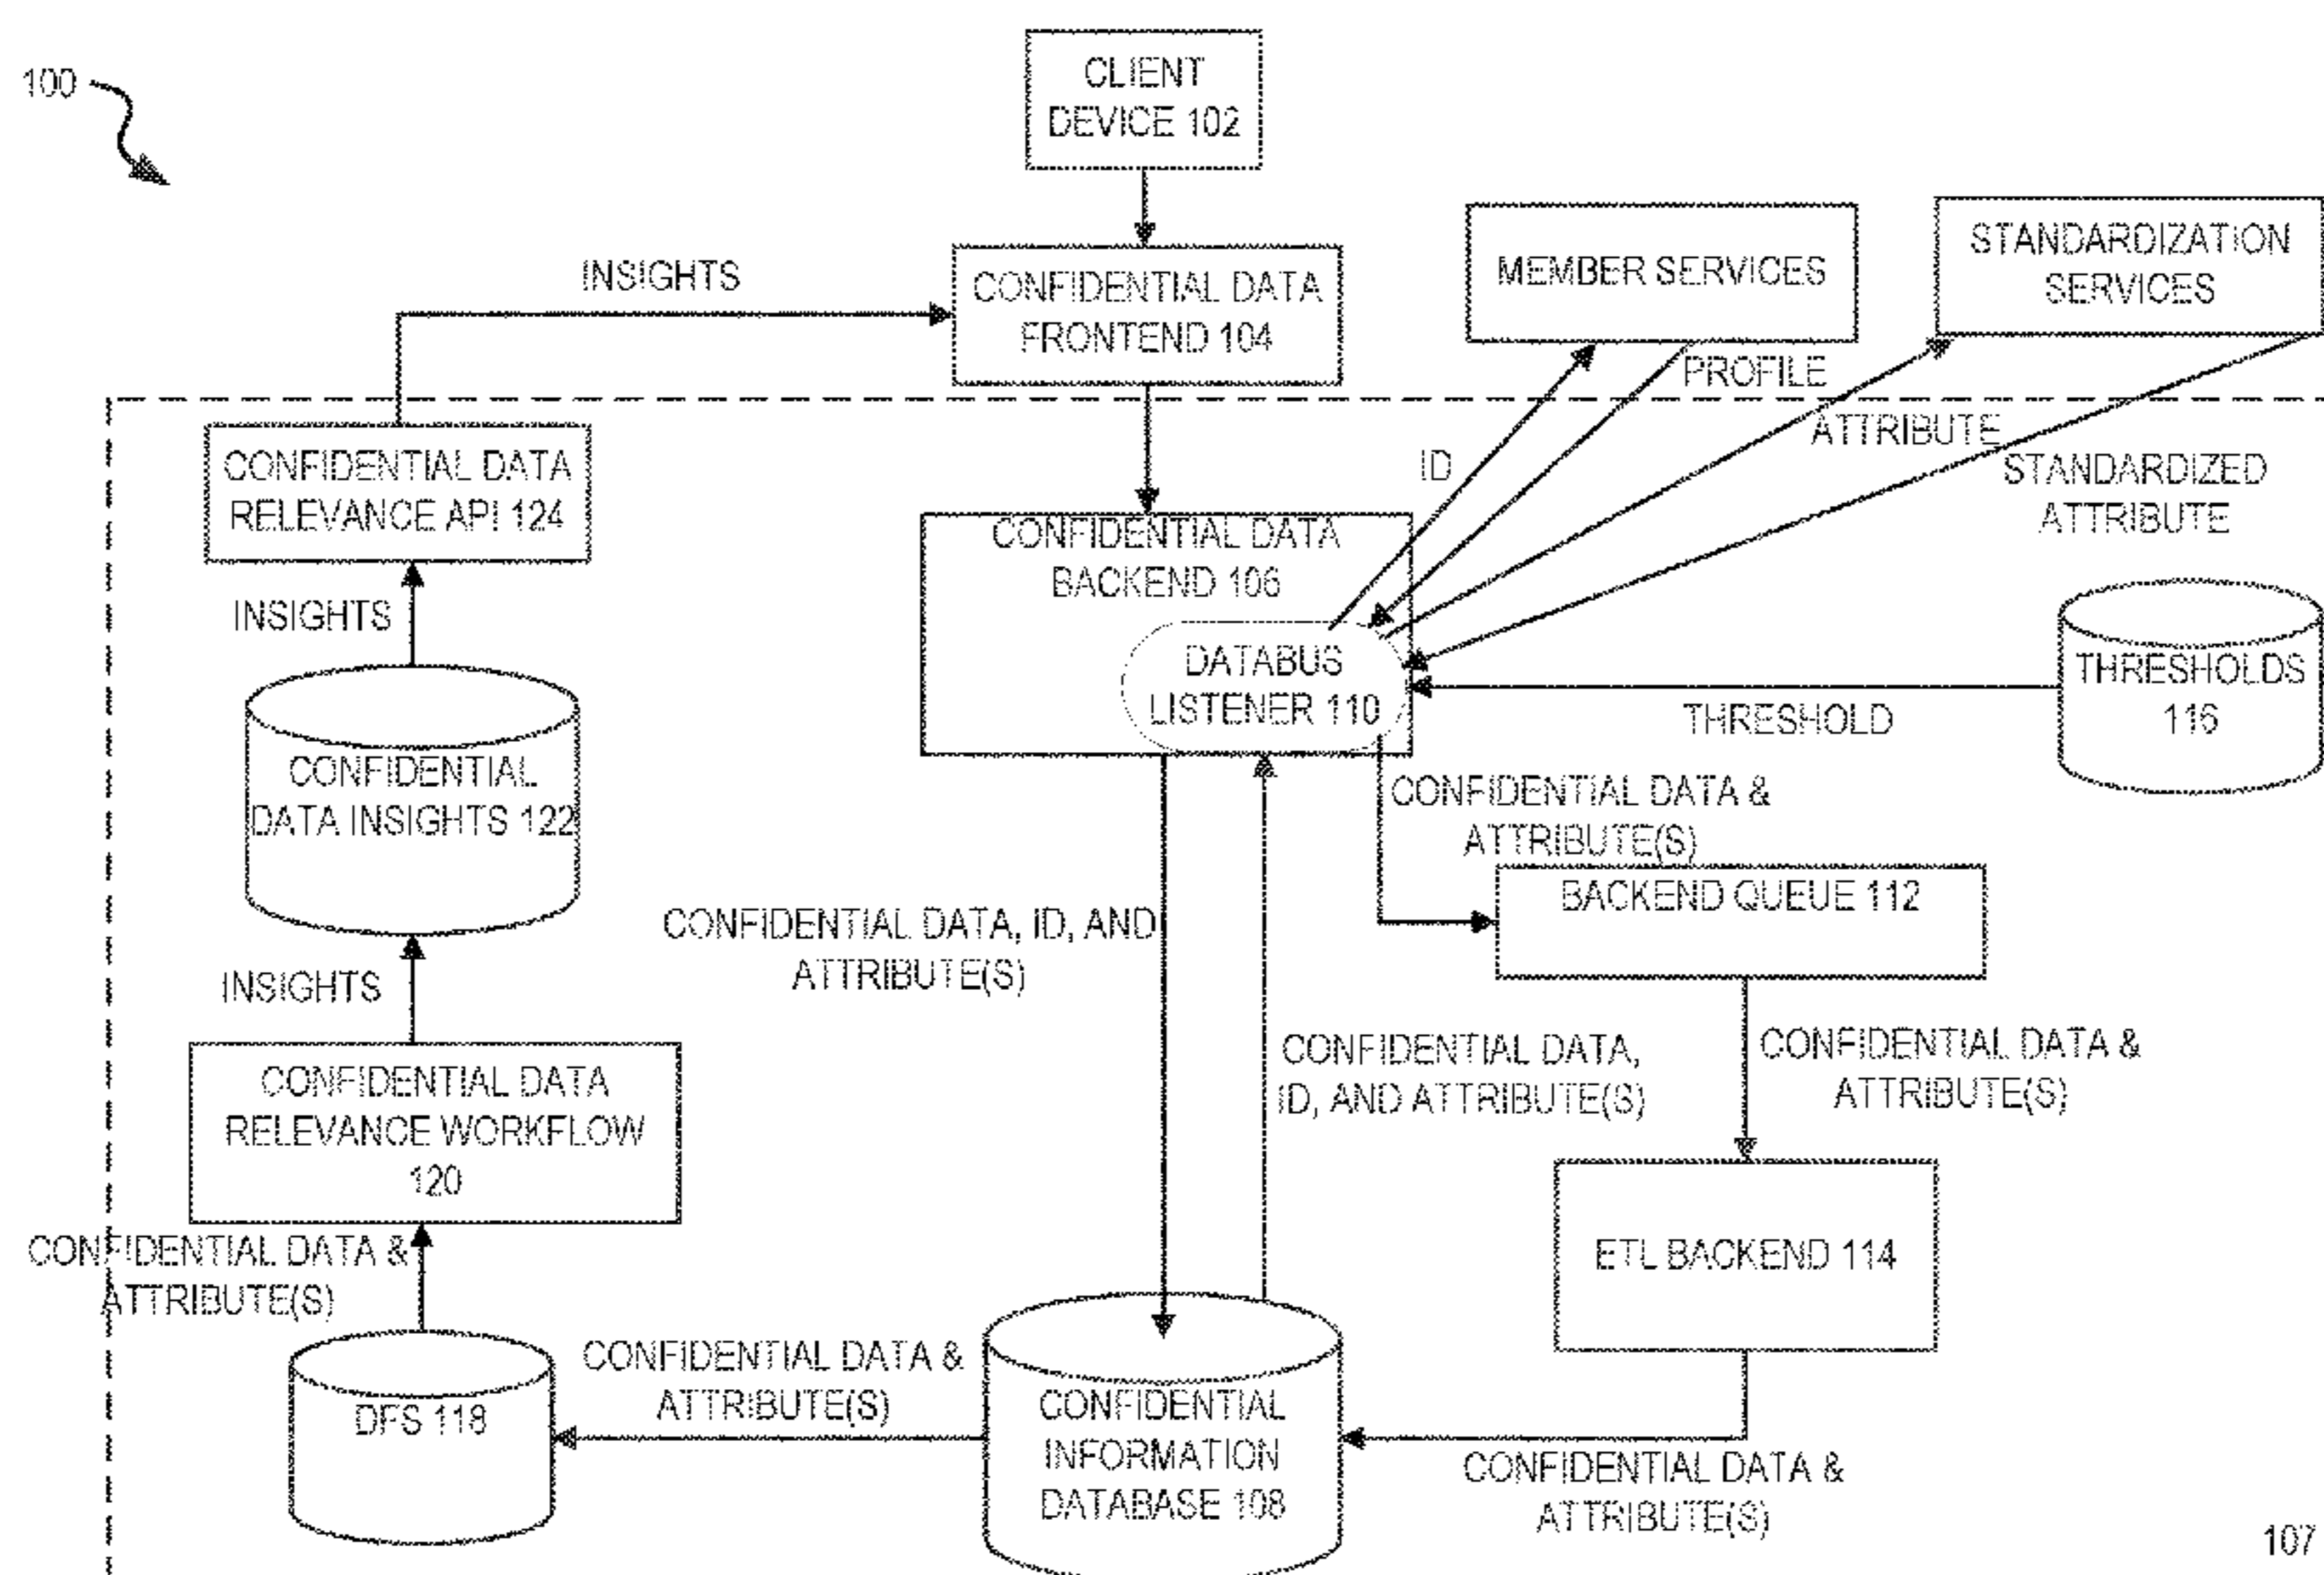 100
CLIENT
DEVICE 102
INSIGHTS
CONFIDENTIAL DATA
FRONTEND 104
MEMBER SERVICES
STANDARDIZATION
SERVICES
PROFILE
ATTRIBUTE
ID
STANDARDIZED
ATTRIBUTE
CONFIDENTIAL DATA
RELEVANCE API 124
CONFIDENTIAL DATA
BACKEND 106
DATABUS
LISTENER 110
THRESHOLD
THRESHOLDS
116
INSIGHTS
CONFIDENTIAL
DATA INSIGHTS 122
CONFIDENTIAL DATA &
ATTRIBUTE(S)
BACKEND QUEUE 112
CONFIDENTIAL DATA, ID, AND
ATTRIBUTE(S)
INSIGHTS
CONFIDENTIAL DATA,
ID, AND ATTRIBUTE(S)
CONFIDENTIAL DATA &
ATTRIBUTE(S)
CONFIDENTIAL DATA
RELEVANCE WORKFLOW
120
ETL BACKEND 114
CONFIDENTIAL DATA &
ATTRIBUTE(S)
DFS 118
CONFIDENTIAL DATA &
ATTRIBUTE(S)
CONFIDENTIAL
INFORMATION
DATABASE 108
CONFIDENTIAL DATA &
ATTRIBUTE(S)
107